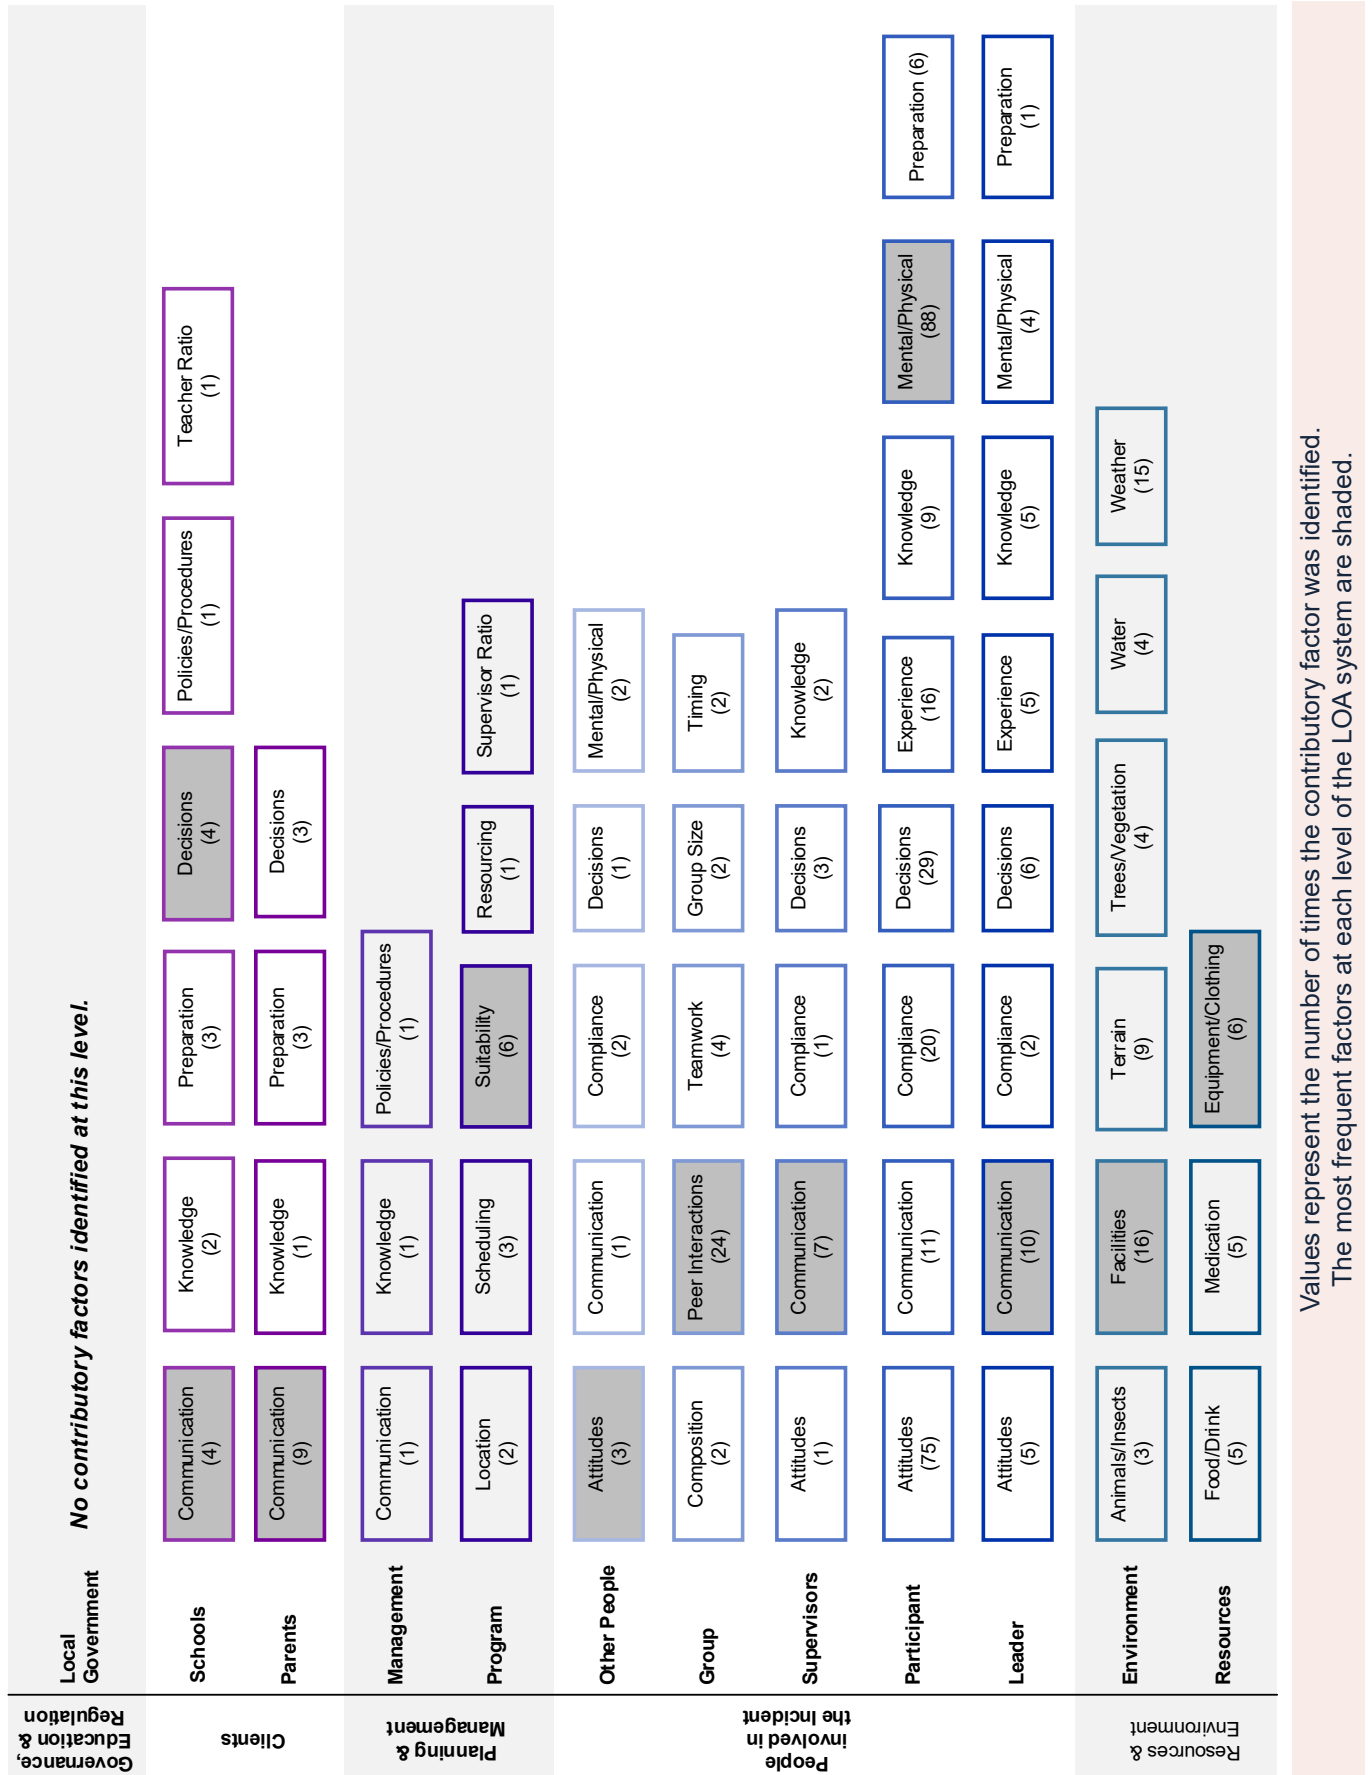 Governance,
Education &
Regulation
Local
Government
No contributory factors identified at this level.
Clients
Schools
Communication
(4)
Knowledge
(2)
Preparation
(3)
Decisions
(4)
Policies/Procedures
(1)
Teacher Ratio
(1)
Parents
Communication
(9)
Knowledge
(1)
Preparation
(3)
Decisions
(3)
Planning &
Management
Management
Communication
(1)
Knowledge
(1)
Policies/Procedures
(1)
Program
Location
(2)
Scheduling
(3)
Suitability
(6)
Resourcing
(1)
Supervisor Ratio
(1)
People
involved in
the Incident
Other People
Attitudes
(3)
Communication
(1)
Compliance
(2)
Decisions
(1)
Mental/Physical
(2)
Group
Composition
(2)
Peer Interactions
(24)
Teamwork
(4)
Group Size
(2)
Timing
(2)
Supervisors
Attitudes
(1)
Communication
(7)
Compliance
(1)
Decisions
(3)
Knowledge
(2)
Participant
Attitudes
(75)
Communication
(11)
Compliance
(20)
Decisions
(29)
Experience
(16)
Knowledge
(9)
Mental/Physical
(88)
Preparation (6)
Leader
Attitudes
(5)
Communication
(10)
Compliance
(2)
Decisions
(6)
Experience
(5)
Knowledge
(5)
Mental/Physical
(4)
Preparation
(1)
Resources &
Environment
Environment
Animals/Insects
(3)
Facilities
(16)
Terrain
(9)
Trees/Vegetation
(4)
Water
(4)
Weather
(15)
Resources
Food/Drink
(5)
Medication
(5)
Equipment/Clothing
(6)
Values represent the number of times the contributory factor was identified.
The most frequent factors at each level of the LOA system are shaded.